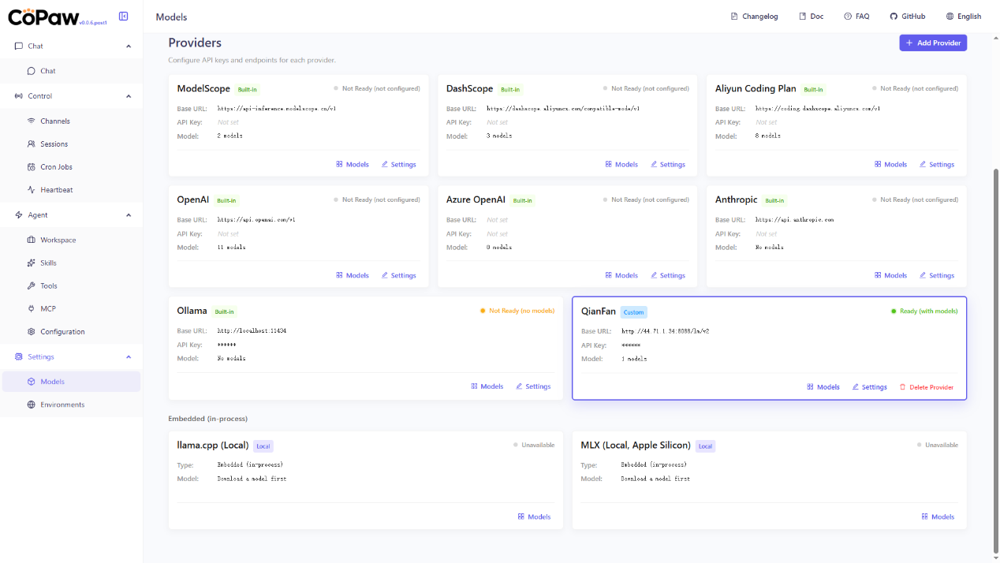 CoPaw v0.0.6.post1
Models
Changelog
Doc
FAQ
GitHub
English
Chat
Chat
Control
Channels
Sessions
Cron Jobs
Heartbeat
Agent
Workspace
Skills
Tools
MCP
Configuration
Settings
Models
Environments
Providers
Add Provider
Configure API keys and endpoints for each provider.
ModelScope Built-in Not Ready (not configured)
Base URL: https://api-inference.modelscope.cn/v1
API Key: Not set
Model: 2 models
Models Settings
DashScope Built-in Not Ready (not configured)
Base URL: https://dashscope.aliyuncs.com/compatible-mode/v1
API Key: Not set
Model: 3 models
Models Settings
Aliyun Coding Plan Built-in Not Ready (not configured)
Base URL: https://coding.dashscope.aliyuncs.com/v1
API Key: Not set
Model: 8 models
Models Settings
OpenAI Built-in Not Ready (not configured)
Base URL: https://api.openai.com/v1
API Key: Not set
Model: 11 models
Models Settings
Azure OpenAI Built-in Not Ready (not configured)
Base URL: Not set
API Key: Not set
Model: 8 models
Models Settings
Anthropic Built-in Not Ready (not configured)
Base URL: https://api.anthropic.com
API Key: Not set
Model: No models
Models Settings
Ollama Built-in Not Ready (no models)
Base URL: http://localhost:11434
API Key: ******
Model: No models
Models Settings
QianFan Custom Ready (with models)
Base URL: http://44.71.1.34:8088/lm/v2
API Key: ******
Model: 1 models
Models Settings Delete Provider
Embedded (in-process)
llama.cpp (Local) Local Unavailable
Type: Embedded (in-process)
Model: Download a model first
Models
MLX (Local, Apple Silicon) Local Unavailable
Type: Embedded (in-process)
Model: Download a model first
Models